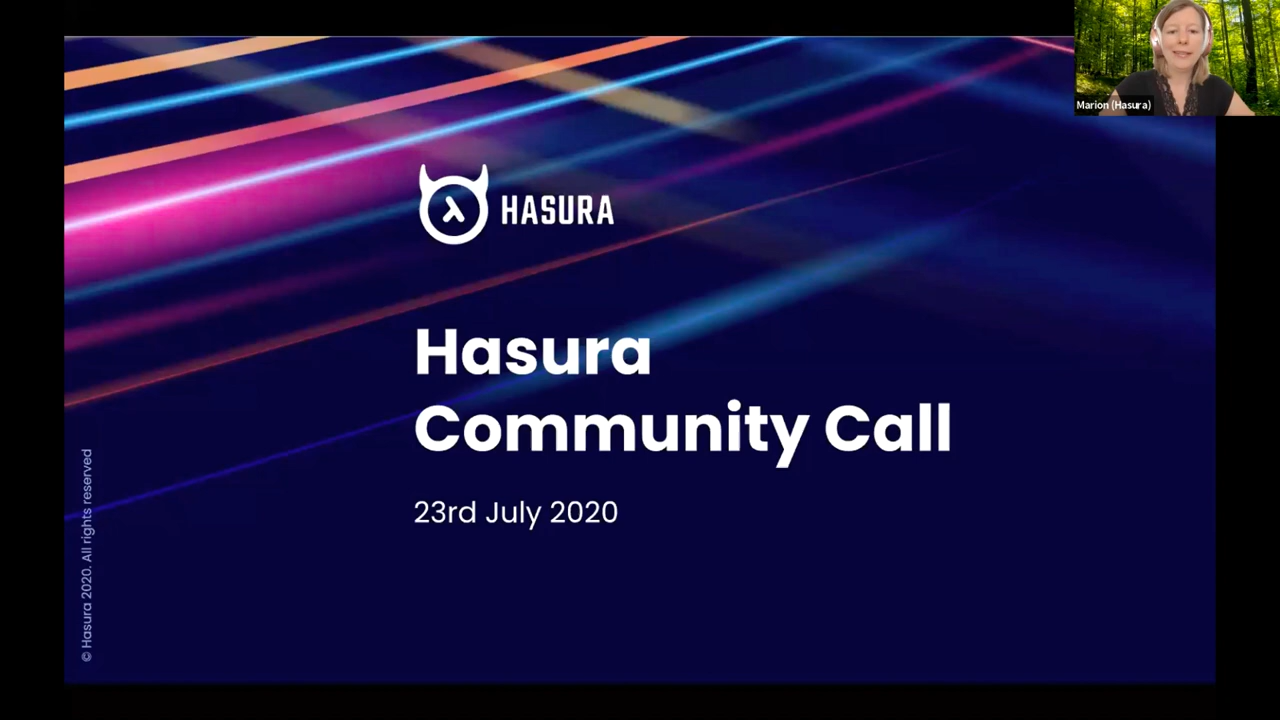 Marion (Hasura)
HASURA
Hasura
Community Call
23rd July 2020
© Hasura 2020. All rights reserved